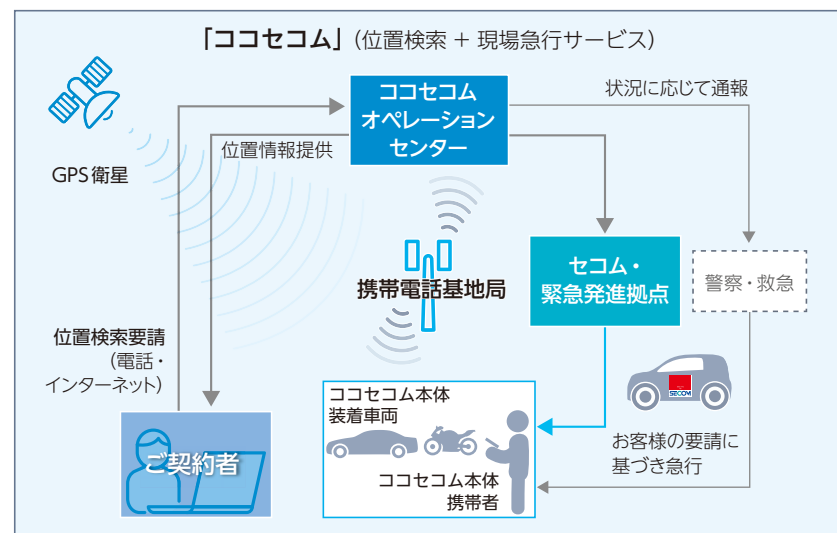 「ココセコム」（位置検索 ＋ 現場急行サービス）
ココセコム
オペレーション
センター
状況に応じて通報
位置情報提供
GPS衛星
セコム・
緊急発進拠点
警察・救急
携帯電話基地局
位置検索要請
（電話・
インターネット）
SECOM
ココセコム本体
装着車両
お客様の要請に
基づき急行
ご契約者
ココセコム本体
携帯者